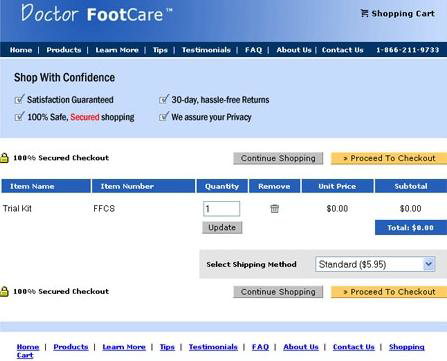 Doctor FootCare™
Shopping Cart
Home | Products | Learn More | Tips | Testimonials | FAQ | About Us | Contact Us 1-866-211-9733
Shop With Confidence
Satisfaction Guaranteed 30-day, hassle-free Returns
100% Safe, Secured shopping We assure your Privacy
100% Secured Checkout Continue Shopping » Proceed To Checkout
Item Name Item Number Quantity Remove Unit Price Subtotal
Trial Kit FFCS 1 $0.00 $0.00
Update Total: $0.00
Select Shipping Method Standard ($5.95)
100% Secured Checkout Continue Shopping » Proceed To Checkout
Home | Products | Learn More | Tips | Testimonials | FAQ | About Us | Contact Us | Shopping
Cart